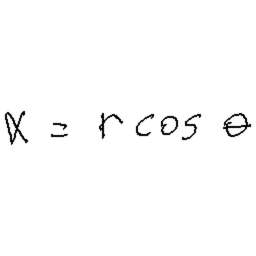 x = r cos θ